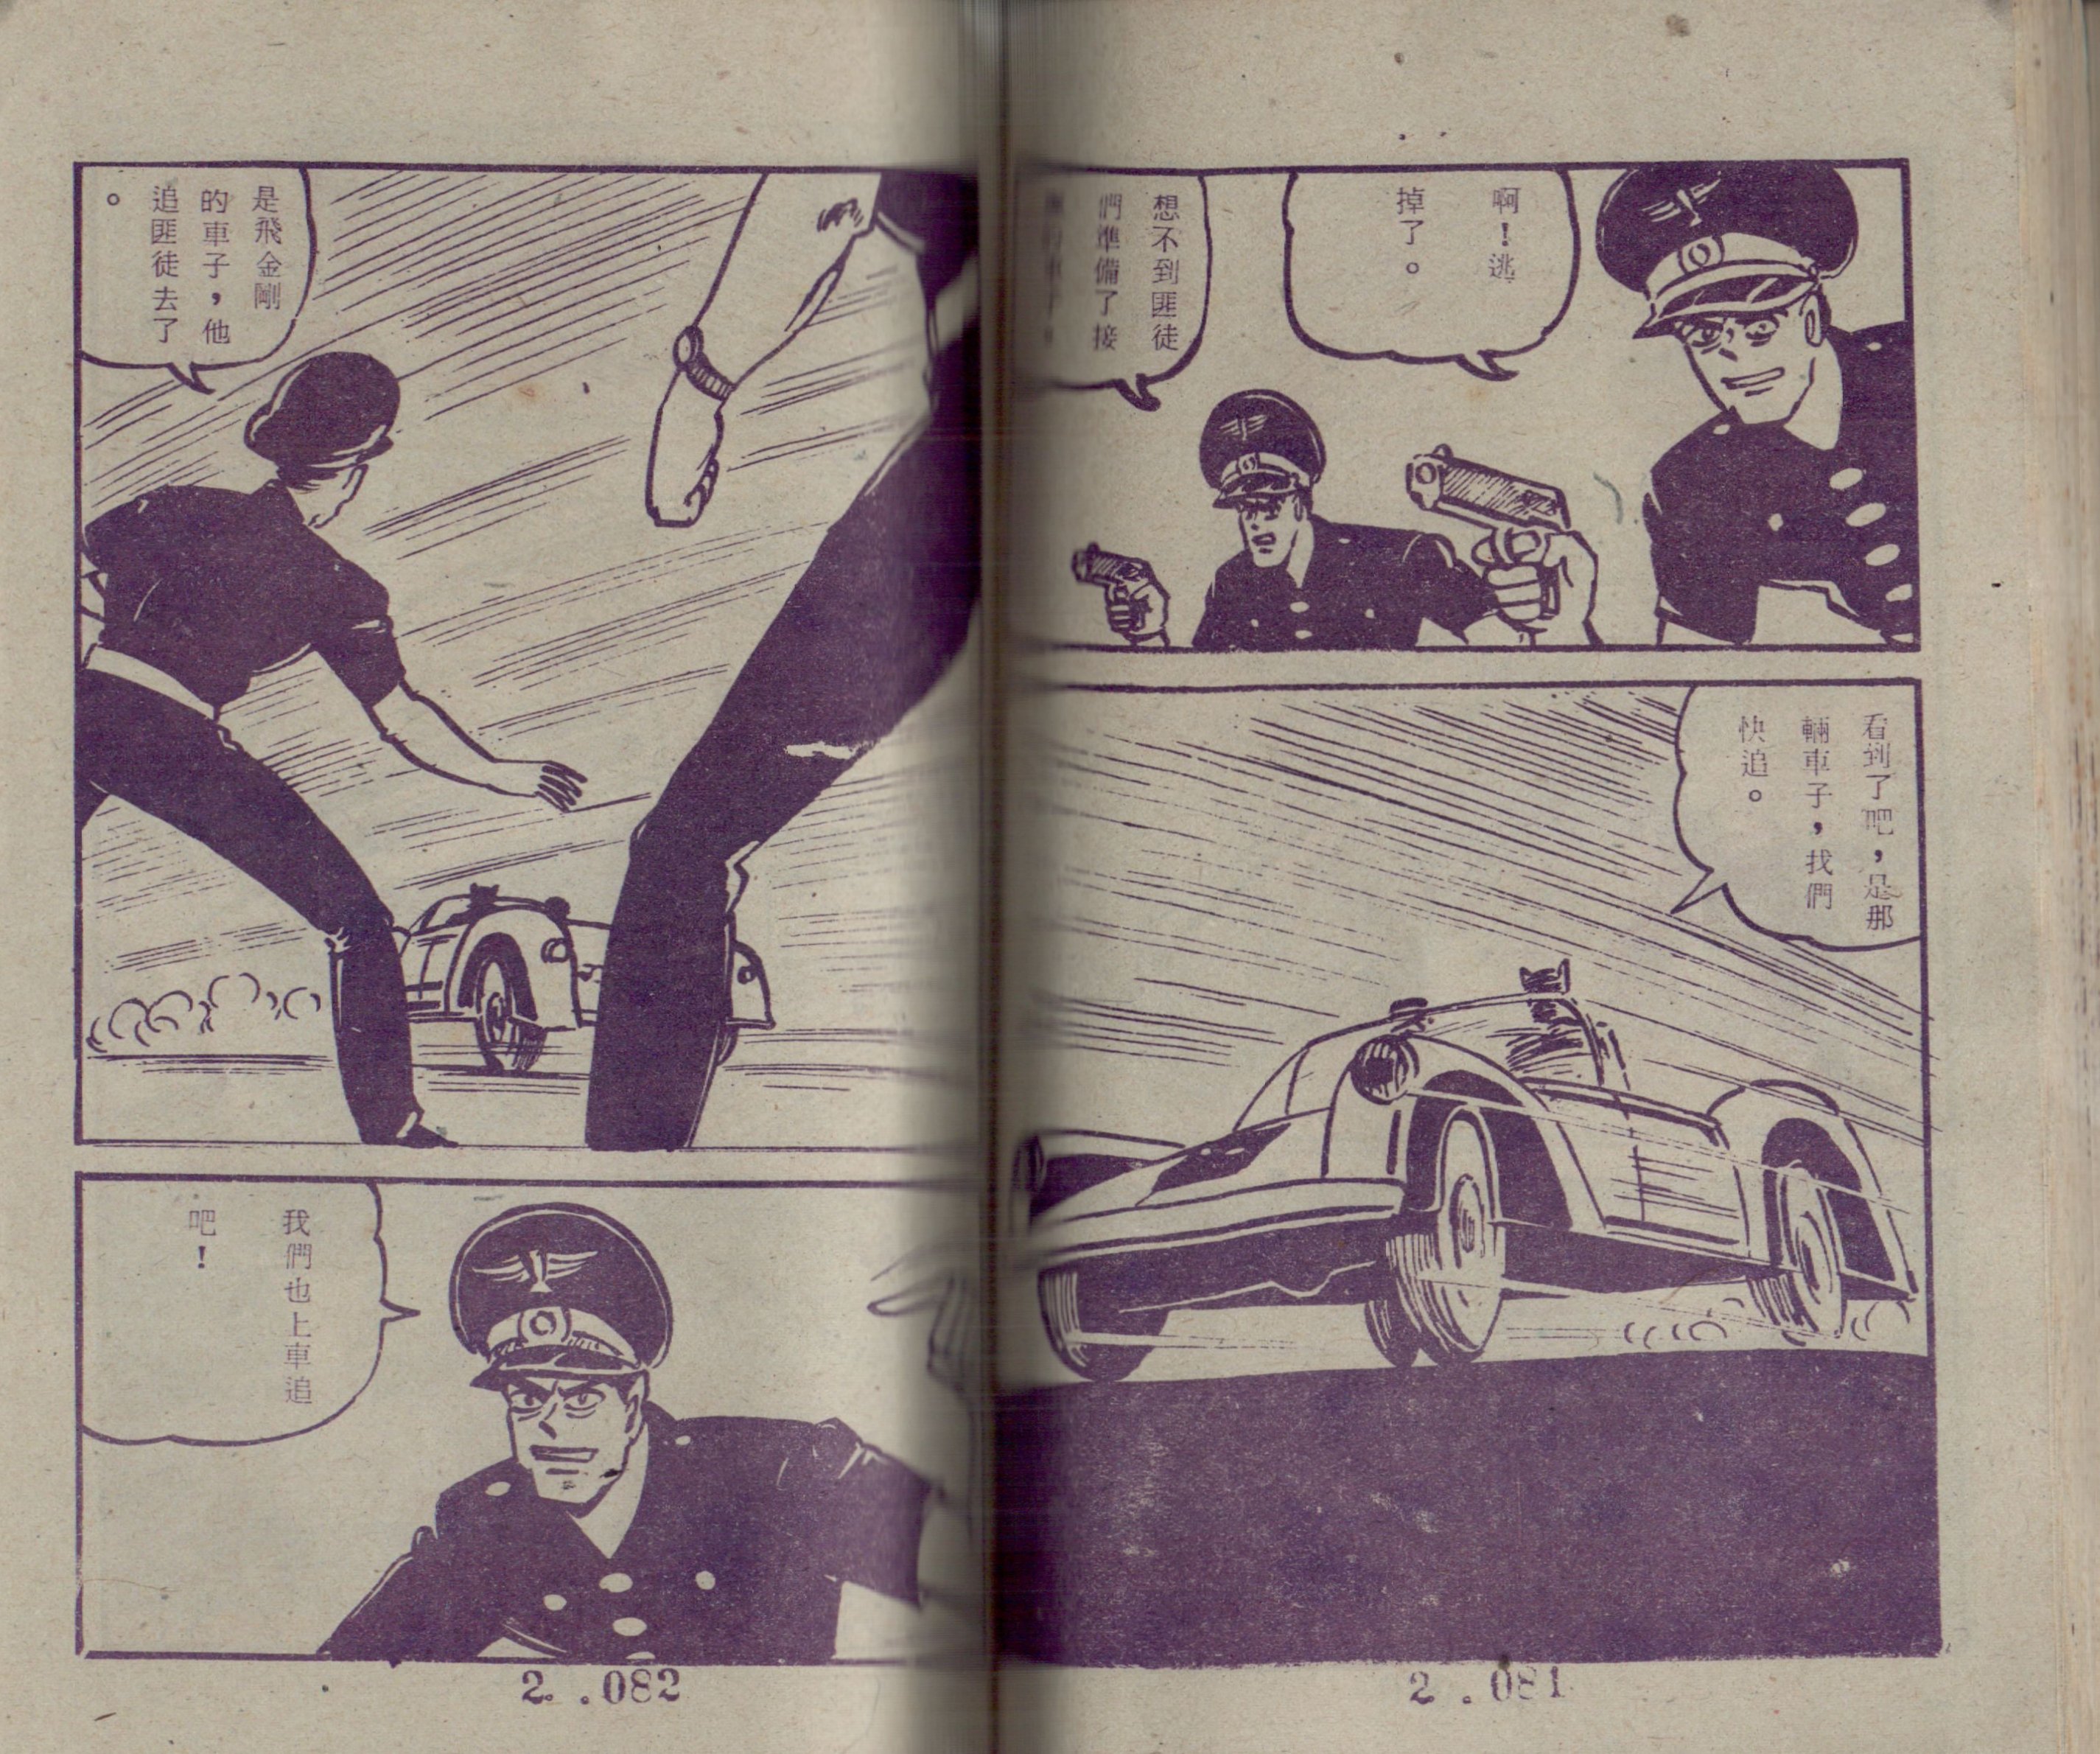 啊!逃
掉了。
想不到匪徒
們準備了接
看到了吧,是那
輛車子,我們
快追。
2.081
是飛金剛
的車子,他
追匪徒去了
。
我們也上車追
吧!
2.082